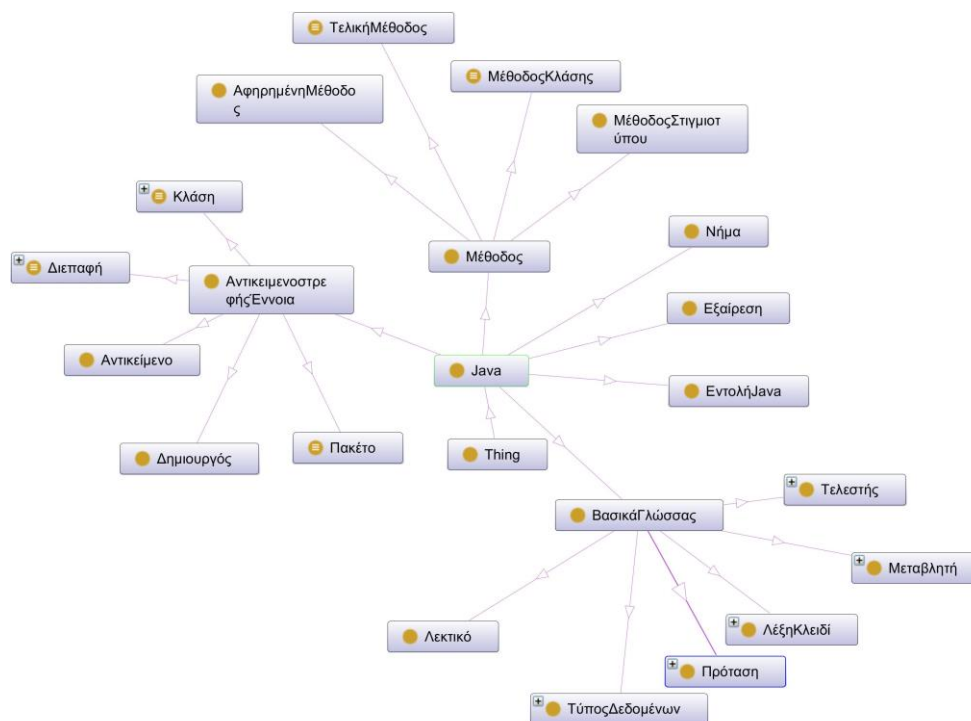 ΤελικήΜέθοδος
ΜέθοδοςΚλάσης
ΑφηρημένηΜέθοδο
ς
ΜέθοδοςΣτιγμιοτ
ύπου
Κλάση
Νήμα
Μέθοδος
Διεπαφή
Αντικειμενοστρε
φήςΈννοια
Εξαίρεση
Αντικείμενο
Java
ΕντολήJava
Δημιουργός
Πακέτο
Thing
Τελεστής
ΒασικάΓλώσσας
Μεταβλητή
Λεκτικό
ΛέξηΚλειδί
Πρόταση
ΤύποςΔεδομένων